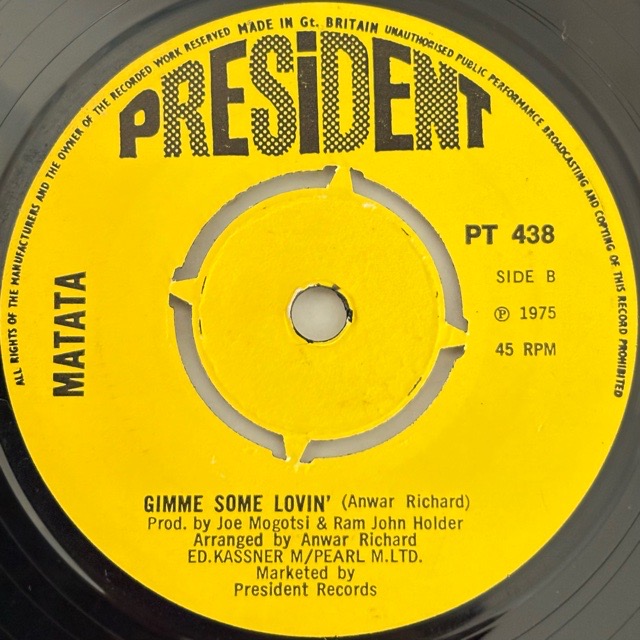 ALL RIGHTS OF THE MANUFACTURERS AND THE OWNER OF THE RECORDED WORK RESERVED MADE IN Gt. BRITAIN UNAUTHORISED PUBLIC PERFORMANCE BROADCASTING AND COPYING OF THIS RECORD PROHIBITED
PRESiDENT
PT 438
SIDE B
℗ 1975
45 RPM
MATATA
GIMME SOME LOVIN' (Anwar Richard)
Prod. by Joe Mogotsi & Ram John Holder
Arranged by Anwar Richard
ED.KASSNER M/PEARL M.LTD.
Marketed by
President Records